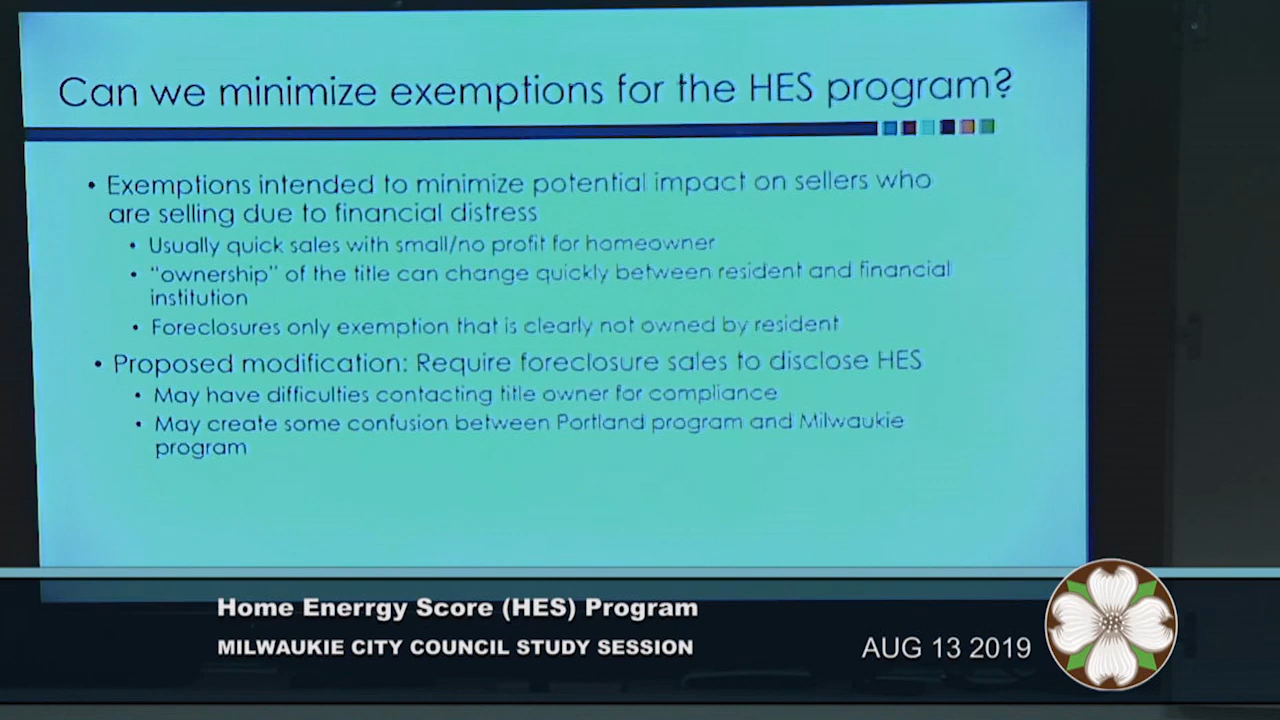 Can we minimize exemptions for the HES program?
• Exemptions intended to minimize potential impact on sellers who
are selling due to financial distress
• Usually quick sales with small/no profit for homeowner
• "ownership" of the title can change quickly between resident and financial
institution
• Foreclosures only exemption that is clearly not owned by resident
• Proposed modification: Require foreclosure sales to disclose HES
• May have difficulties contacting title owner for compliance
• May create some confusion between Portland program and Milwaukie
program
Home Enerrgy Score (HES) Program
MILWAUKIE CITY COUNCIL STUDY SESSION
AUG 13 2019